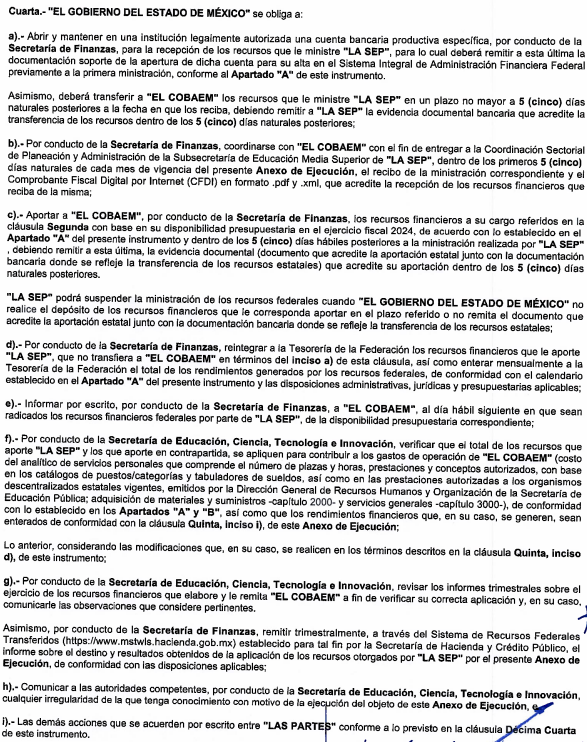 Cuarta.- "EL GOBIERNO DEL ESTADO DE MÉXICO" se obliga a:
a).- Abrir y mantener en una institución legalmente autorizada una cuenta bancaria productiva específica, por conducto de la
Secretaría de Finanzas, para la recepción de los recursos que le ministre "LA SEP", para lo cual deberá remitir a esta última la
documentación soporte de la apertura de dicha cuenta para su alta en el Sistema Integral de Administración Financiera Federal
previamente a la primera ministración, conforme al Apartado "A" de este instrumento.
Asimismo, deberá transferir a "EL COBAEM" los recursos que le ministre "LA SEP" en un plazo no mayor a 5 (cinco) días
naturales posteriores a la fecha en que los reciba, debiendo remitir a "LA SEP" la evidencia documental bancaria que acredite la
transferencia de los recursos dentro de los 5 (cinco) días naturales posteriores;
b).- Por conducto de la Secretaría de Finanzas, coordinarse con "EL COBAEM" con el fin de entregar a la Coordinación Sectorial
de Planeación y Administración de la Subsecretaría de Educación Media Superior de "LA SEP", dentro de los primeros 5 (cinco)
días naturales de cada mes de vigencia del presente Anexo de Ejecución, el recibo de la ministración correspondiente y el
Comprobante Fiscal Digital por Internet (CFDI) en formato .pdf y .xml, que acredite la recepción de los recursos financieros que
reciba de la misma;
c).- Aportar a "EL COBAEM", por conducto de la Secretaría de Finanzas, los recursos financieros a su cargo referidos en la
cláusula Segunda con base en su disponibilidad presupuestaria en el ejercicio fiscal 2024, de acuerdo con lo establecido en el
Apartado "A" del presente instrumento y dentro de los 5 (cinco) días hábiles posteriores a la ministración realizada por "LA SEP"
, debiendo remitir a esta última, la evidencia documental (documento que acredite la aportación estatal junto con la documentación
bancaria donde se refleje la transferencia de los recursos estatales) que acredite su aportación dentro de los 5 (cinco) días
naturales posteriores.
"LA SEP" podrá suspender la ministración de los recursos federales cuando "EL GOBIERNO DEL ESTADO DE MÉXICO" no
realice el depósito de los recursos financieros que le corresponda aportar en el plazo referido o no remita el documento que
acredite la aportación estatal junto con la documentación bancaria donde se refleje la transferencia de los recursos estatales;
d).- Por conducto de la Secretaría de Finanzas, reintegrar a la Tesorería de la Federación los recursos financieros que le aporte
"LA SEP", que no transfiera a "EL COBAEM" en términos del inciso a) de esta cláusula, así como enterar mensualmente a la
Tesorería de la Federación el total de los rendimientos generados por los recursos federales, de conformidad con el calendario
establecido en el Apartado "A" del presente instrumento y las disposiciones administrativas, jurídicas y presupuestarias aplicables;
e).- Informar por escrito, por conducto de la Secretaría de Finanzas, a "EL COBAEM", al día hábil siguiente en que sean
radicados los recursos financieros federales por parte de "LA SEP", de la disponibilidad presupuestaria correspondiente;
f).- Por conducto de la Secretaría de Educación, Ciencia, Tecnología e Innovación, verificar que el total de los recursos que
aporte "LA SEP" y los que aporte en contrapartida, se apliquen para contribuir a los gastos de operación de "EL COBAEM" (costo
del analítico de servicios personales que comprende el número de plazas y horas, prestaciones y conceptos autorizados, con base
en los catálogos de puestos/categorías y tabuladores de sueldos, así como en las prestaciones autorizadas a los organismos
descentralizados estatales vigentes, emitidos por la Dirección General de Recursos Humanos y Organización de la Secretaría de
Educación Pública; adquisición de materiales y suministros -capítulo 2000- y servicios generales -capítulo 3000-), de conformidad
con lo establecido en los Apartados "A" y "B", así como que los rendimientos financieros que, en su caso, se generen, sean
enterados de conformidad con la cláusula Quinta, inciso i), de este Anexo de Ejecución;
Lo anterior, considerando las modificaciones que, en su caso, se realicen en los términos descritos en la cláusula Quinta, inciso
d), de este instrumento;
g).- Por conducto de la Secretaría de Educación, Ciencia, Tecnología e Innovación, revisar los informes trimestrales sobre el
ejercicio de los recursos financieros que elabore y le remita "EL COBAEM" a fin de verificar su correcta aplicación y, en su caso,
comunicarle las observaciones que considere pertinentes.
Asimismo, por conducto de la Secretaría de Finanzas, remitir trimestralmente, a través del Sistema de Recursos Federales
Transferidos (https://www.mstwls.hacienda.gob.mx) establecido para tal fin por la Secretaría de Hacienda y Crédito Público, el
informe sobre el destino y resultados obtenidos de la aplicación de los recursos otorgados por "LA SEP" por el presente Anexo de
Ejecución, de conformidad con las disposiciones aplicables;
h).- Comunicar a las autoridades competentes, por conducto de la Secretaría de Educación, Ciencia, Tecnología e Innovación,
cualquier irregularidad de la que tenga conocimiento con motivo de la ejecución del objeto de este Anexo de Ejecución, e
i).- Las demás acciones que se acuerden por escrito entre "LAS PARTES" conforme a lo previsto en la cláusula Décima Cuarta
de este instrumento.